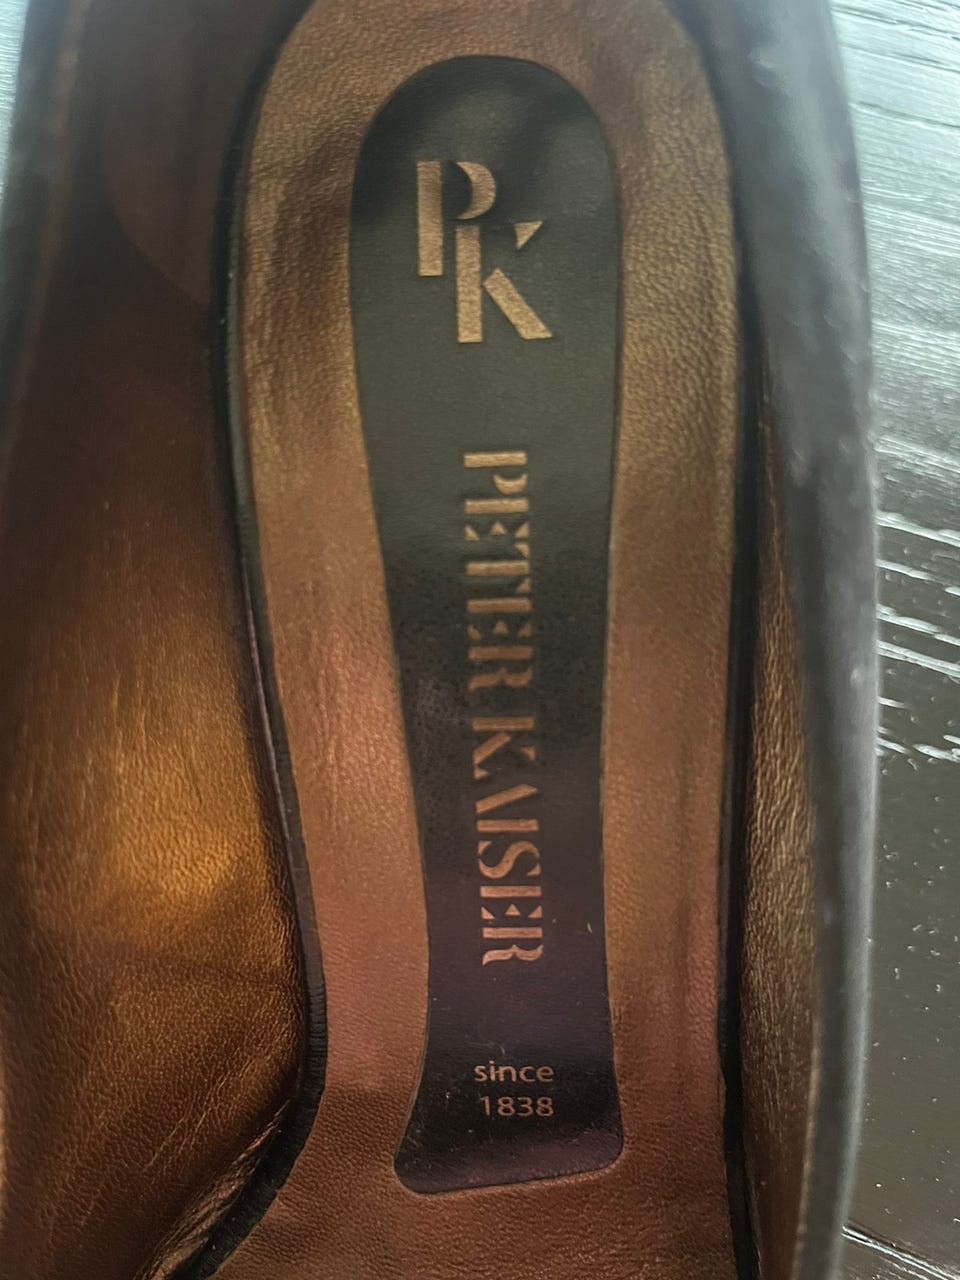 PK
PETER KAISER
since
1838